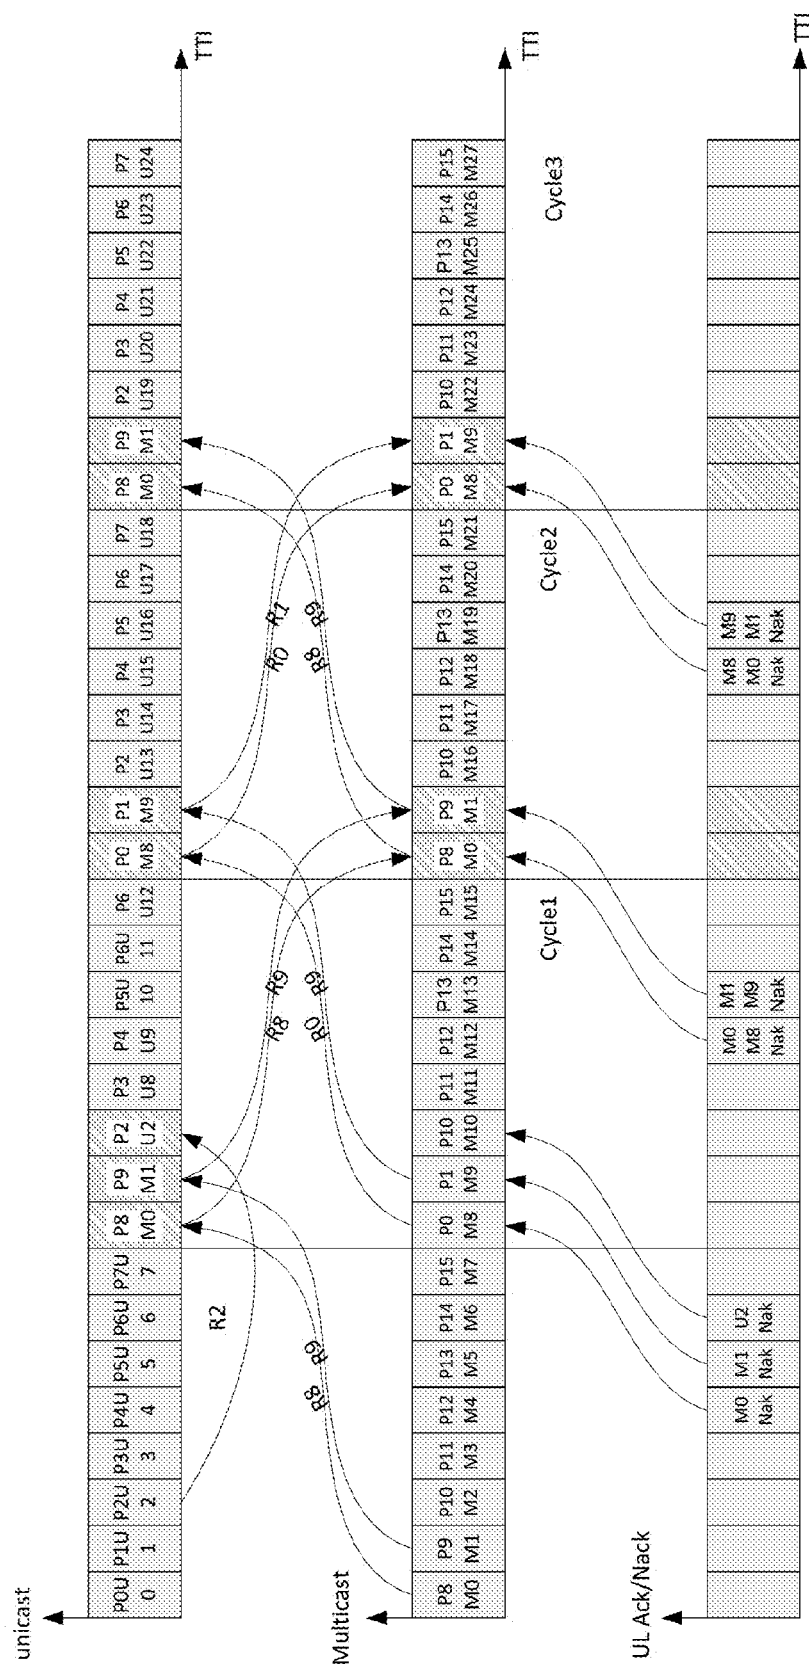 unicast
P0U P1U P2U P3U P4U P5U P6U P7U P8 P9 P2 P3 P4 P5U P6U P6 P0 P1 P2 P3 P4 P5 P6 P7 P8 P9 P2 P3 P4 P5 P6 P7
0 1 2 3 4 5 6 7 M0 M1 U2 U8 U9 10 11 U12 M8 M9 U13 U14 U15 U16 U17 U18 M0 M1 U19 U20 U21 U22 U23 U24
TTI
R2
R8 R9
R0 R1
R8 R9
R0 R9
R8 R9
Multicast
P8 P9 P10 P11 P12 P13 P14 P15 P0 P1 P10 P11 P12 P13 P14 P15 P8 P9 P10 P11 P12 P13 P14 P15 P0 P1 P10 P11 P12 P13 P14 P15
M0 M1 M2 M3 M4 M5 M6 M7 M8 M9 M10 M11 M12 M13 M14 M15 M0 M1 M16 M17 M18 M19 M20 M21 M8 M9 M22 M23 M24 M25 M26 M27
TTI
Cycle1
Cycle2
Cycle3
UL Ack/Nack
M0 M1 U2 M0 M1 M8 M9
Nak Nak Nak M8 M9 M0 M1
Nak Nak Nak Nak
TTI